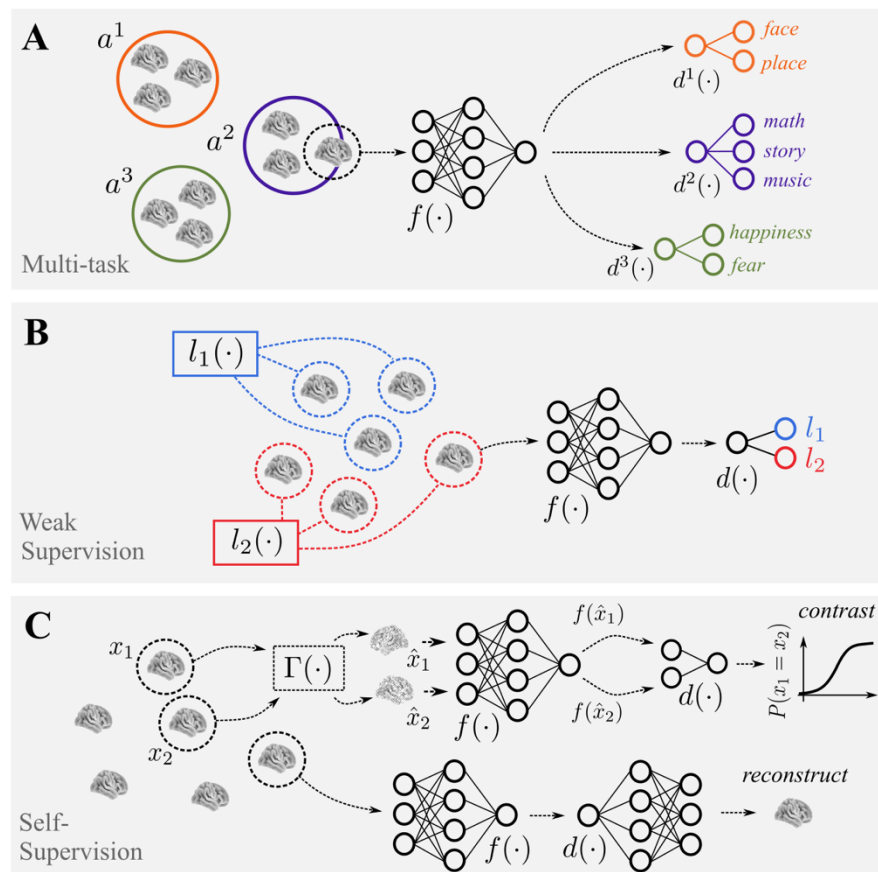 A
a¹
a²
a³
f(·)
d¹(·)
face
place
d²(·)
math
story
music
d³(·)
happiness
fear
Multi-task
B
l₁(·)
l₂(·)
f(·)
d(·)
l₁
l₂
Weak
Supervision
C
x₁
x₂
Γ(·)
x̂₁
x̂₂
f(·)
f(x̂₁)
f(x̂₂)
d(·)
contrast
P(x₁ = x₂)
f(·)
d(·)
reconstruct
Self-
Supervision